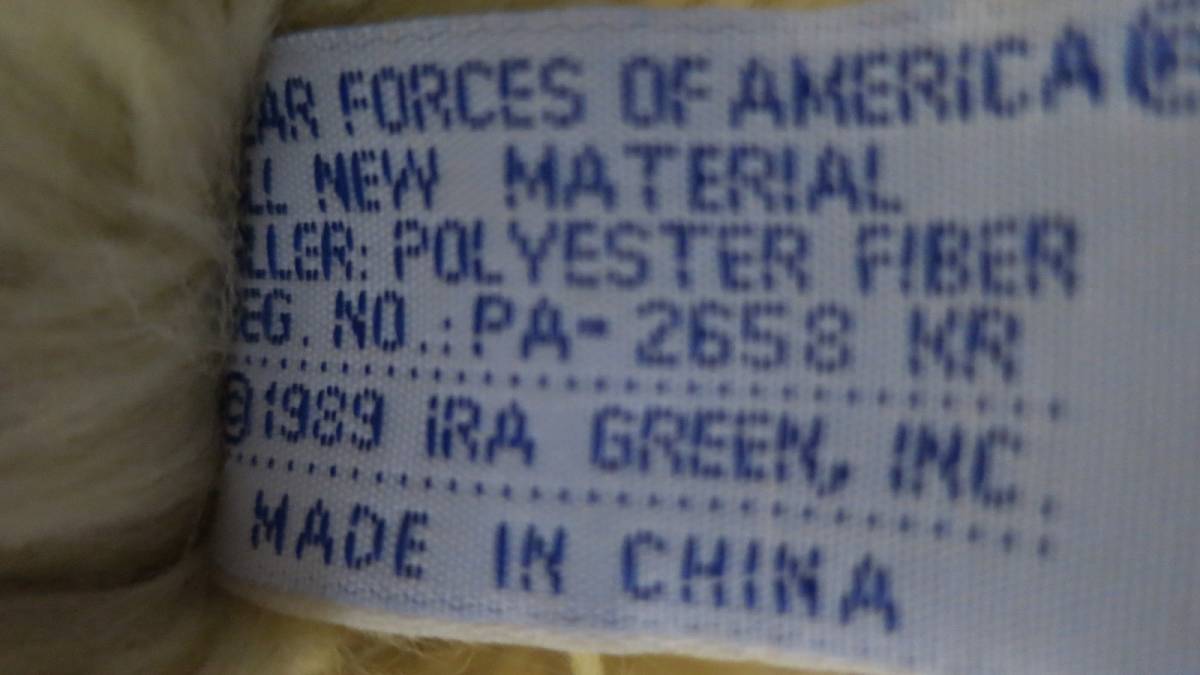 EAR FORCES OF AMERICA ®
LL NEW MATERIAL
LLER: POLYESTER FIBER
EG. NO.: PA-2658 KR
©1989 IRA GREEN, INC.
MADE IN CHINA